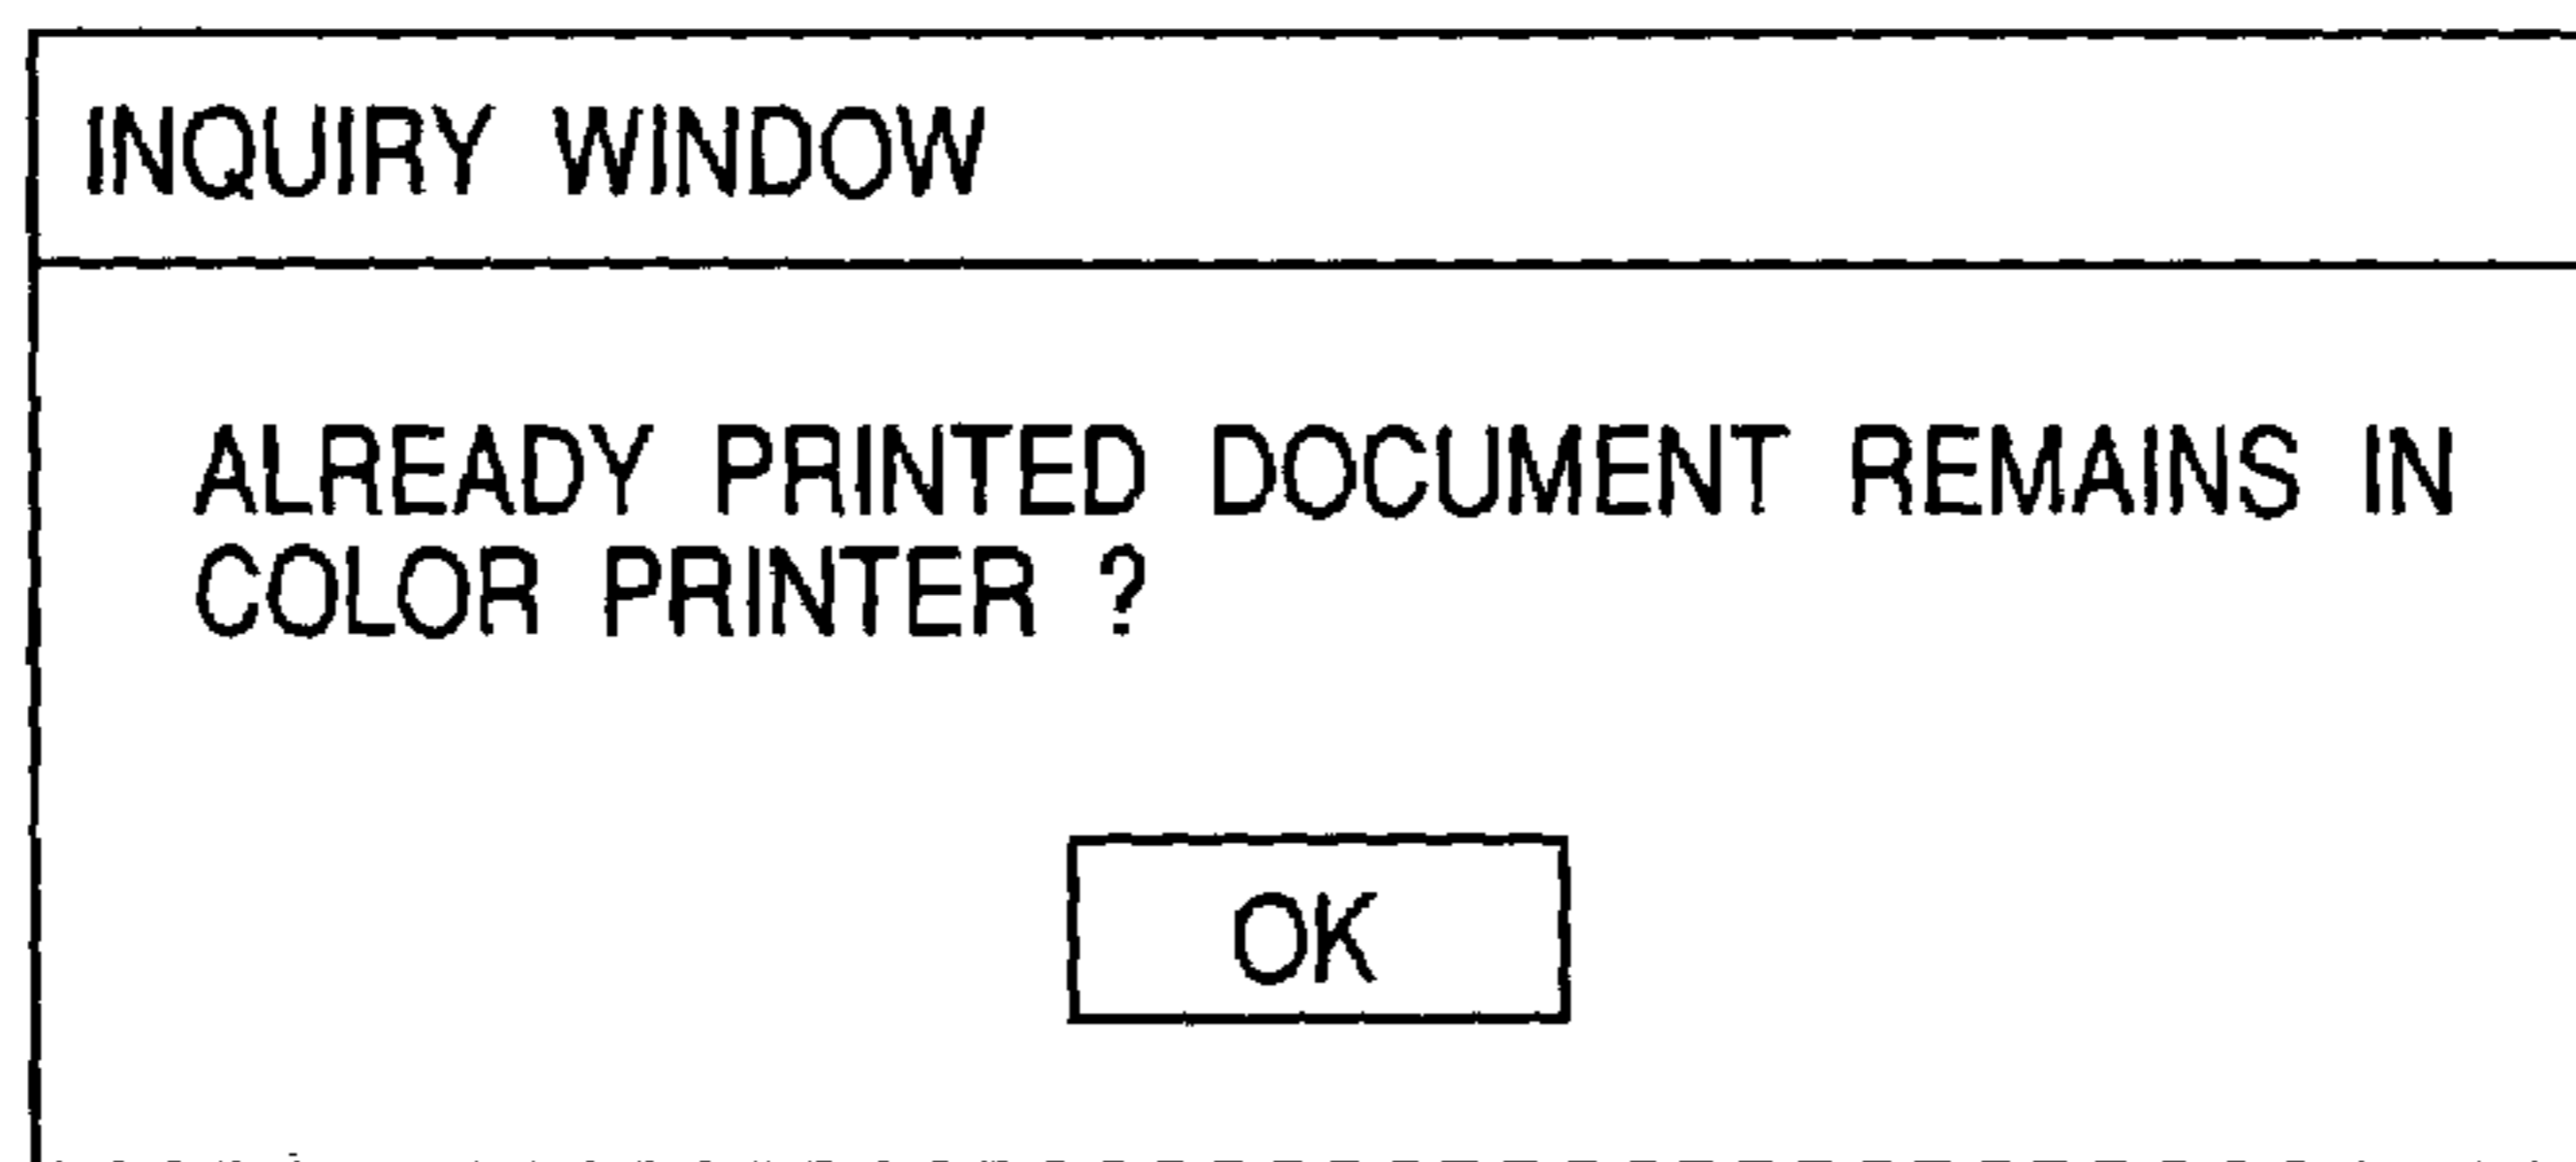 INQUIRY WINDOW
ALREADY PRINTED DOCUMENT REMAINS IN
COLOR PRINTER ?
OK